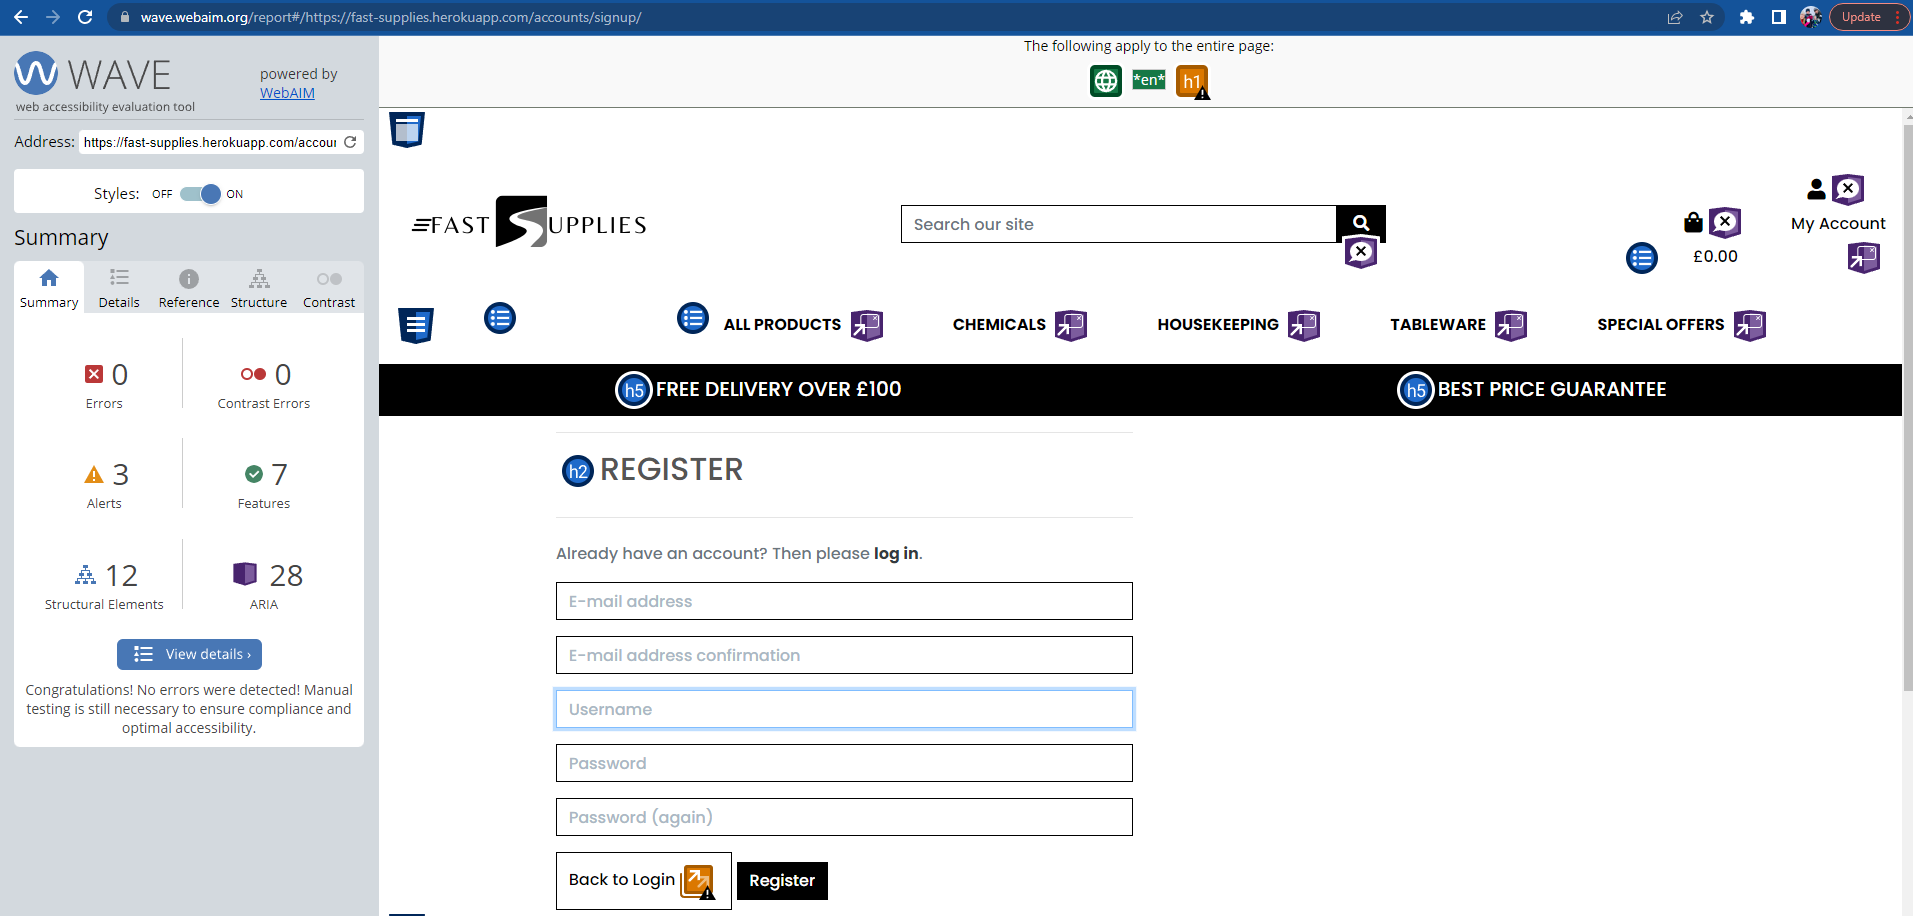 wave.webaim.org/report#/https://fast-supplies.herokuapp.com/accounts/signup/
Update
WAVE
web accessibility evaluation tool
powered by
WebAIM
Address: https://fast-supplies.herokuapp.com/accour
Styles: OFF ON
Summary
Summary Details Reference Structure Contrast
0 0
Errors Contrast Errors
3 7
Alerts Features
12 28
Structural Elements ARIA
View details ›
Congratulations! No errors were detected! Manual
testing is still necessary to ensure compliance and
optimal accessibility.
The following apply to the entire page:
*en* h1
FAST SUPPLIES
Search our site
£0.00
My Account
ALL PRODUCTS CHEMICALS HOUSEKEEPING TABLEWARE SPECIAL OFFERS
h5 FREE DELIVERY OVER £100 h5 BEST PRICE GUARANTEE
h2 REGISTER
Already have an account? Then please log in.
E-mail address
E-mail address confirmation
Username
Password
Password (again)
Back to Login Register